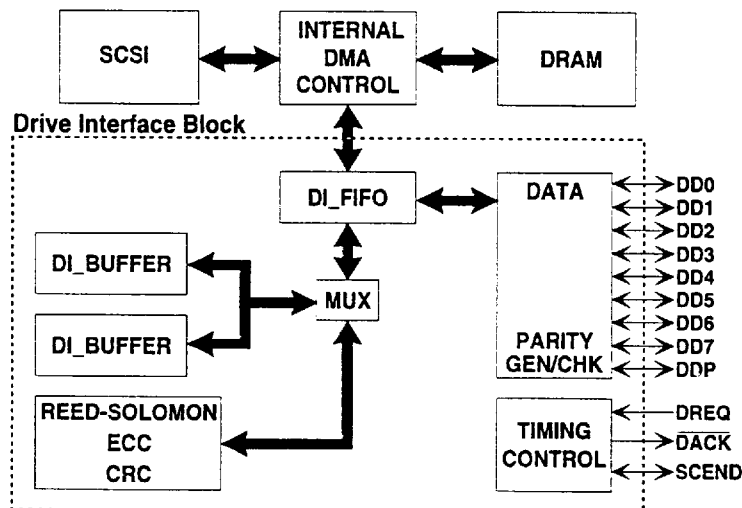 SCSI
INTERNAL
DMA
CONTROL
DRAM
Drive Interface Block
DI_FIFO
DATA
DD0
DD1
DD2
DD3
DD4
DD5
DD6
DD7
DDP
DI_BUFFER
MUX
DI_BUFFER
PARITY
GEN/CHK
REED-SOLOMON
ECC
CRC
TIMING
CONTROL
DREQ
DACK
SCEND